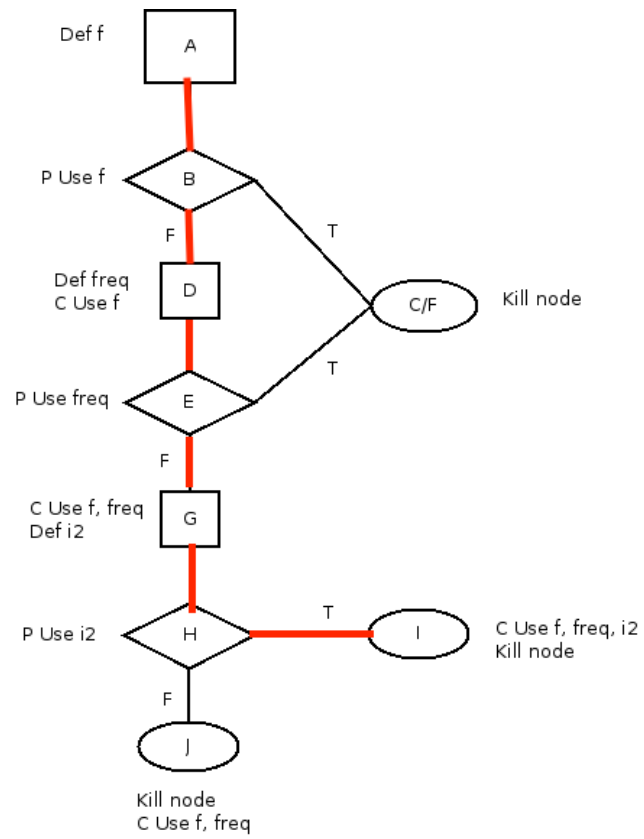 Def f
A
P Use f
B
T
F
Def freq
C Use f
D
C/F
Kill node
T
P Use freq
E
F
C Use f, freq
Def i2
G
P Use i2
H
T
I
C Use f, freq, i2
Kill node
F
J
Kill node
C Use f, freq